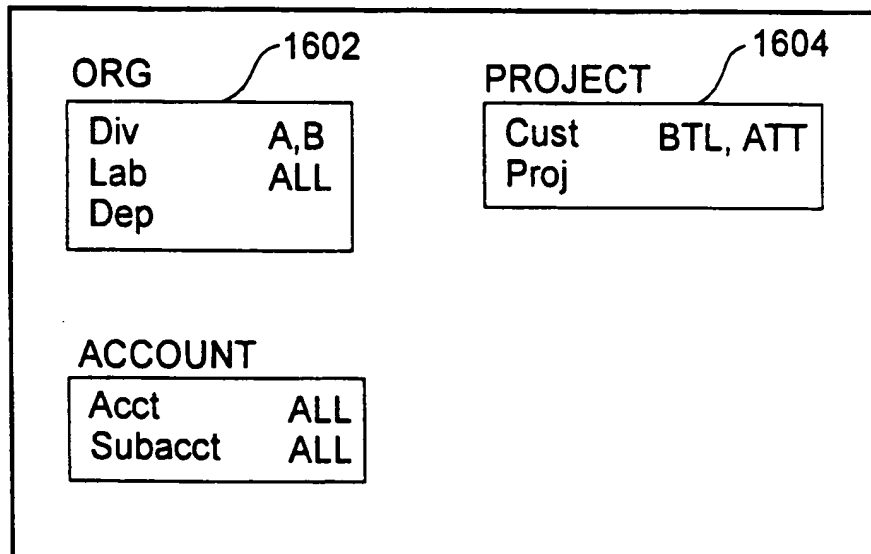 ORG 1602
Div A,B
Lab ALL
Dep
PROJECT 1604
Cust BTL, ATT
Proj
ACCOUNT
Acct ALL
Subacct ALL